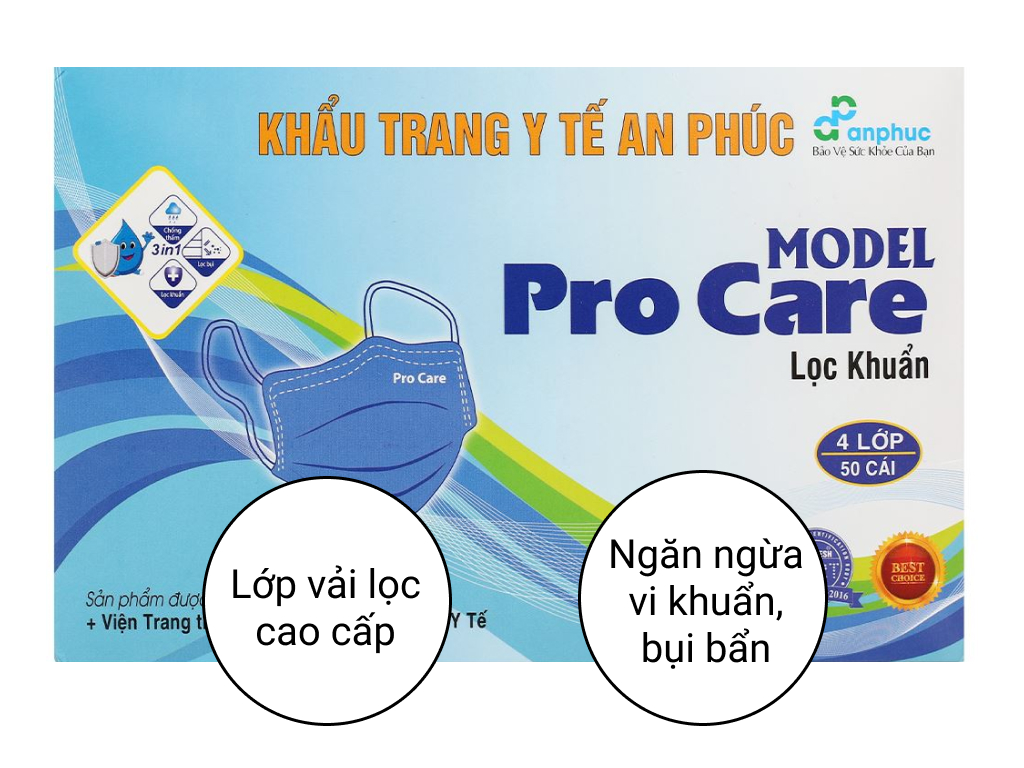 KHẨU TRANG Y TẾ AN PHÚC
anphuc
Bảo Vệ Sức Khỏe Của Bạn
Chống
thấm
3in1
Lọc bụi
Lọc khuẩn
MODEL
Pro Care
Lọc Khuẩn
Pro Care
4 LỚP
50 CÁI
BEST
CHOICE
2016
Sản phẩm được
+ Viện Trang t
Y Tế
Lớp vải lọc
cao cấp
Ngăn ngừa
vi khuẩn,
bụi bẩn